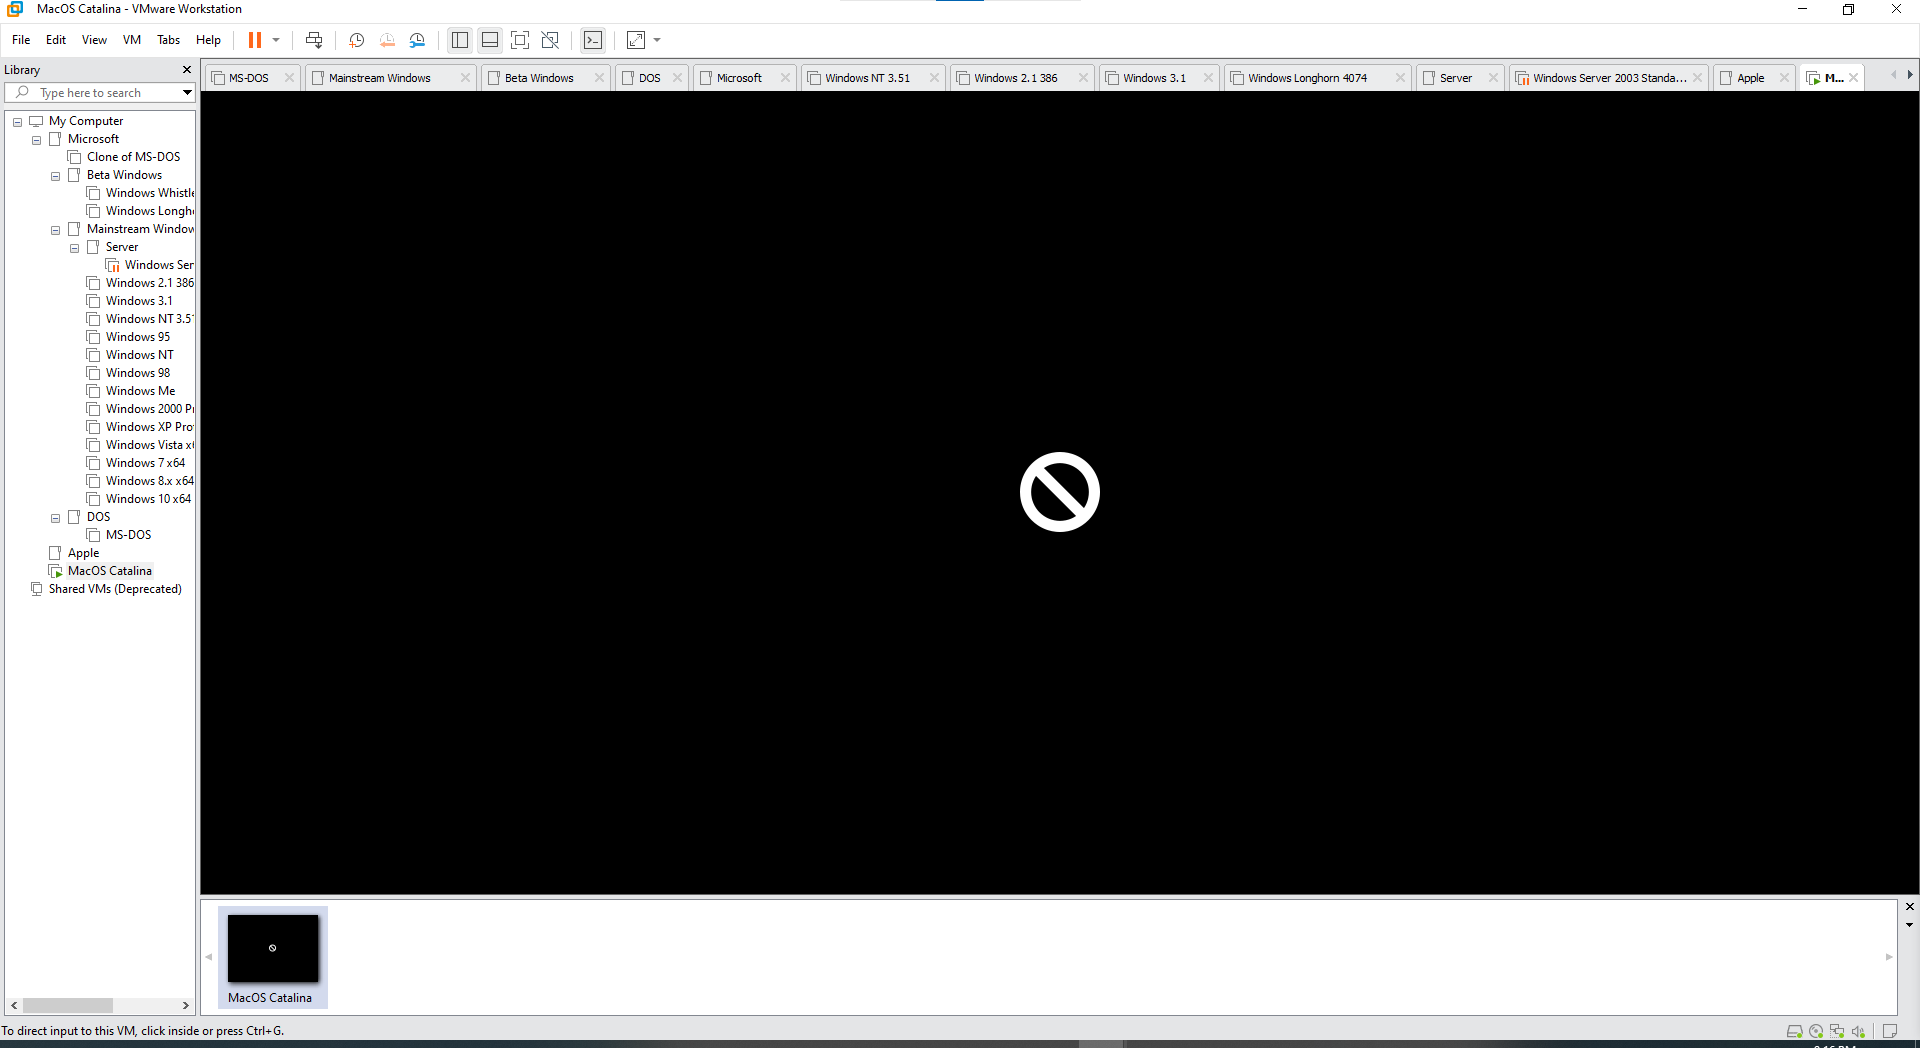 MacOS Catalina - VMware Workstation
File Edit View VM Tabs Help
Library
Type here to search
MS-DOS Mainstream Windows Beta Windows DOS Microsoft Windows NT 3.51 Windows 2.1 386 Windows 3.1 Windows Longhorn 4074 Server Windows Server 2003 Standa... Apple M...
My Computer
Microsoft
Clone of MS-DOS
Beta Windows
Windows Whistle
Windows Longh
Mainstream Window
Server
Windows Ser
Windows 2.1 386
Windows 3.1
Windows NT 3.5
Windows 95
Windows NT
Windows 98
Windows Me
Windows 2000 P
Windows XP Pro
Windows Vista x
Windows 7 x64
Windows 8.x x64
Windows 10 x64
DOS
MS-DOS
Apple
MacOS Catalina
Shared VMs (Deprecated)
MacOS Catalina
To direct input to this VM, click inside or press Ctrl+G.